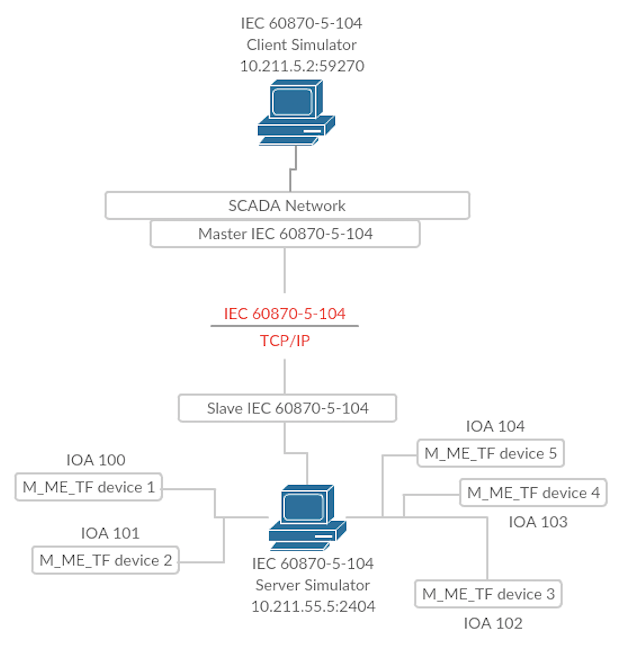 IEC 60870-5-104
Client Simulator
10.211.5.2:59270
SCADA Network
Master IEC 60870-5-104
IEC 60870-5-104
TCP/IP
Slave IEC 60870-5-104
IOA 100
M_ME_TF device 1
IOA 101
M_ME_TF device 2
IOA 104
M_ME_TF device 5
M_ME_TF device 4
IOA 103
M_ME_TF device 3
IOA 102
IEC 60870-5-104
Server Simulator
10.211.55.5:2404